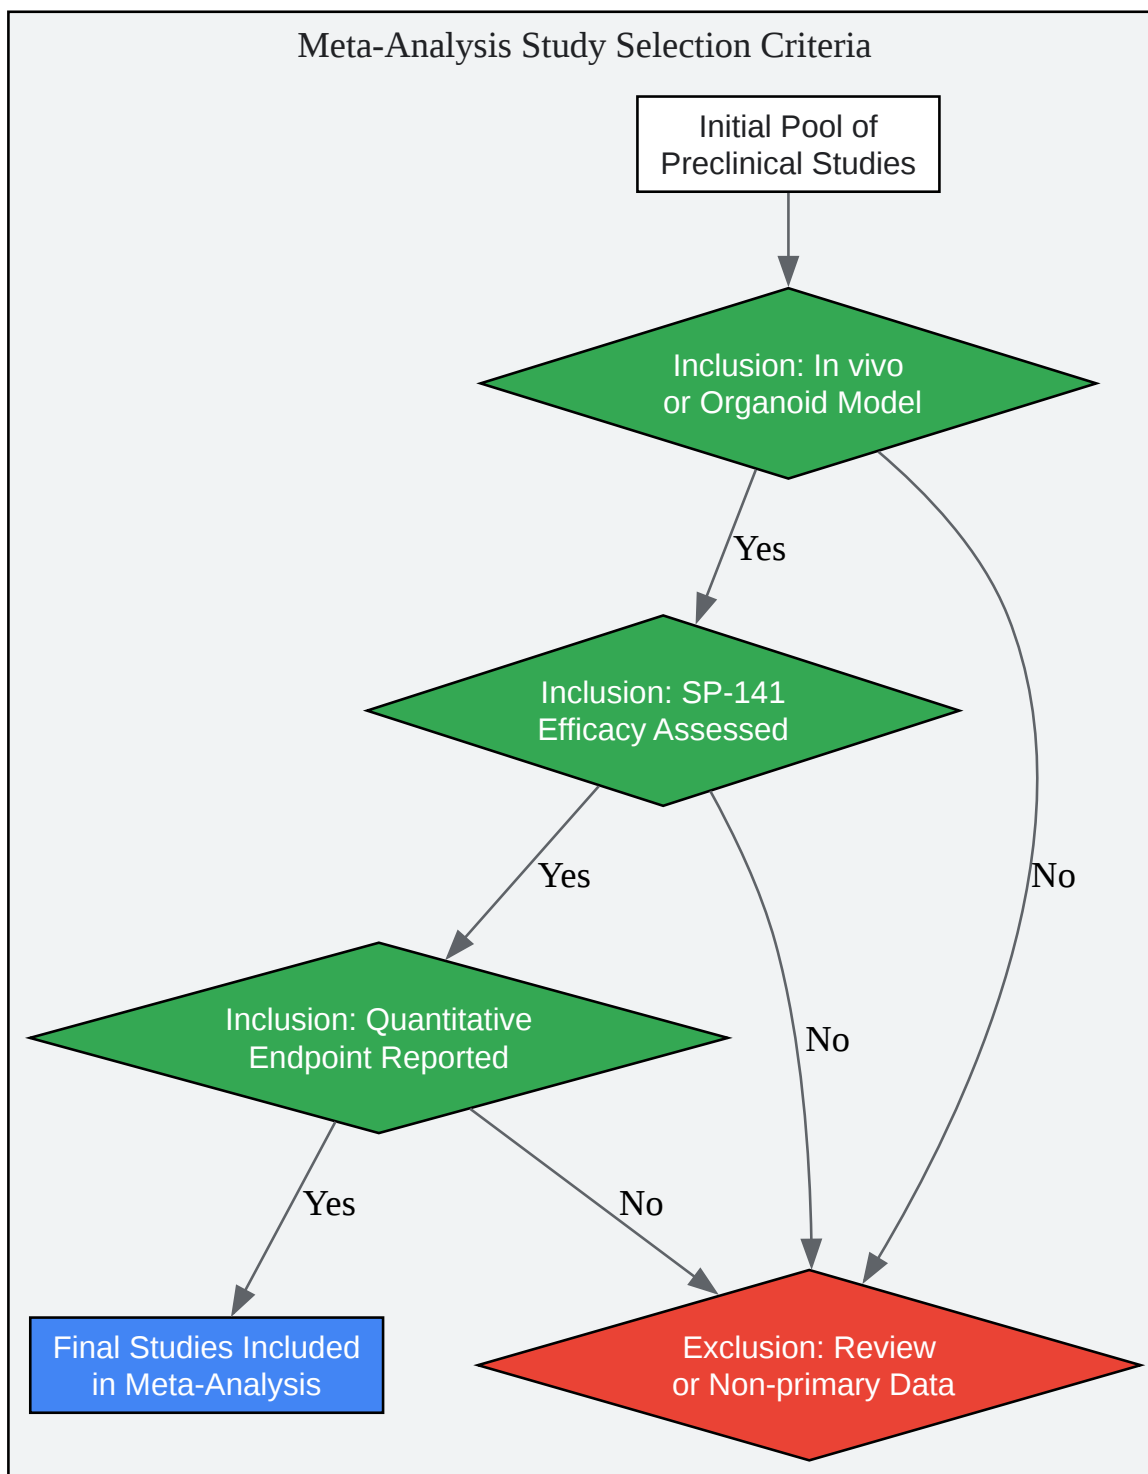 Meta-Analysis Study Selection Criteria
Initial Pool of
Preclinical Studies
Inclusion: In vivo
or Organoid Model
Yes
Inclusion: SP-141
Efficacy Assessed
Yes
No
Inclusion: Quantitative
Endpoint Reported
No
Yes
No
Final Studies Included
in Meta-Analysis
Exclusion: Review
or Non-primary Data